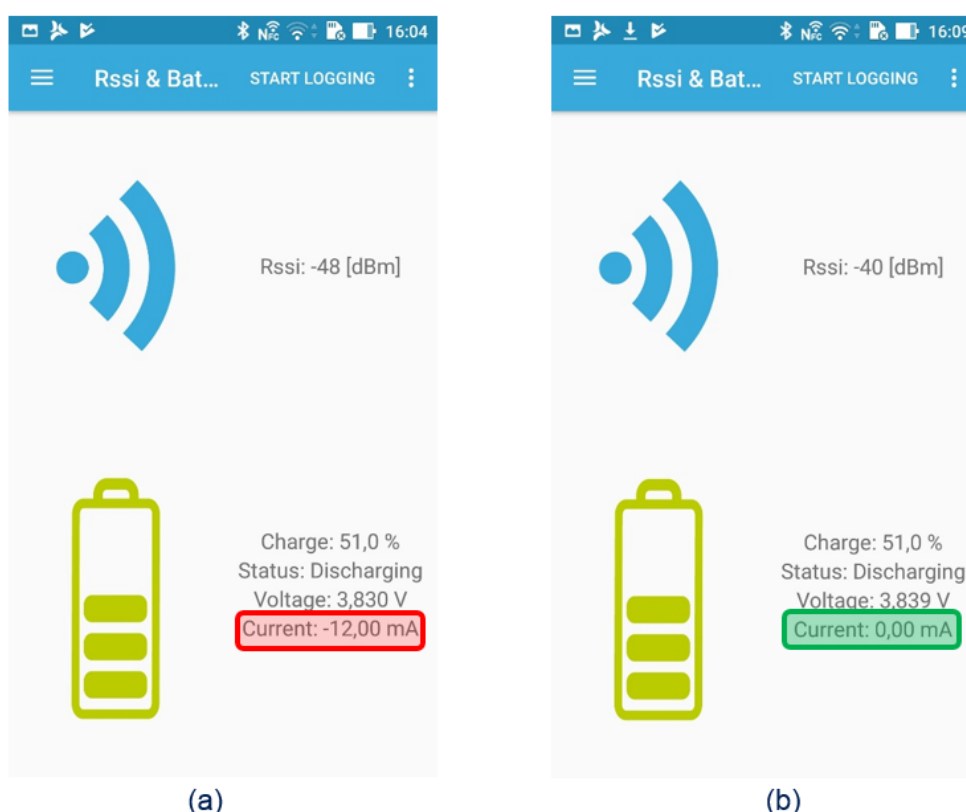 16:04
Rssi & Bat... START LOGGING
Rssi: -48 [dBm]
Charge: 51,0 %
Status: Discharging
Voltage: 3,830 V
Current: -12,00 mA
(a)
16:09
Rssi & Bat... START LOGGING
Rssi: -40 [dBm]
Charge: 51,0 %
Status: Discharging
Voltage: 3,839 V
Current: 0,00 mA
(b)